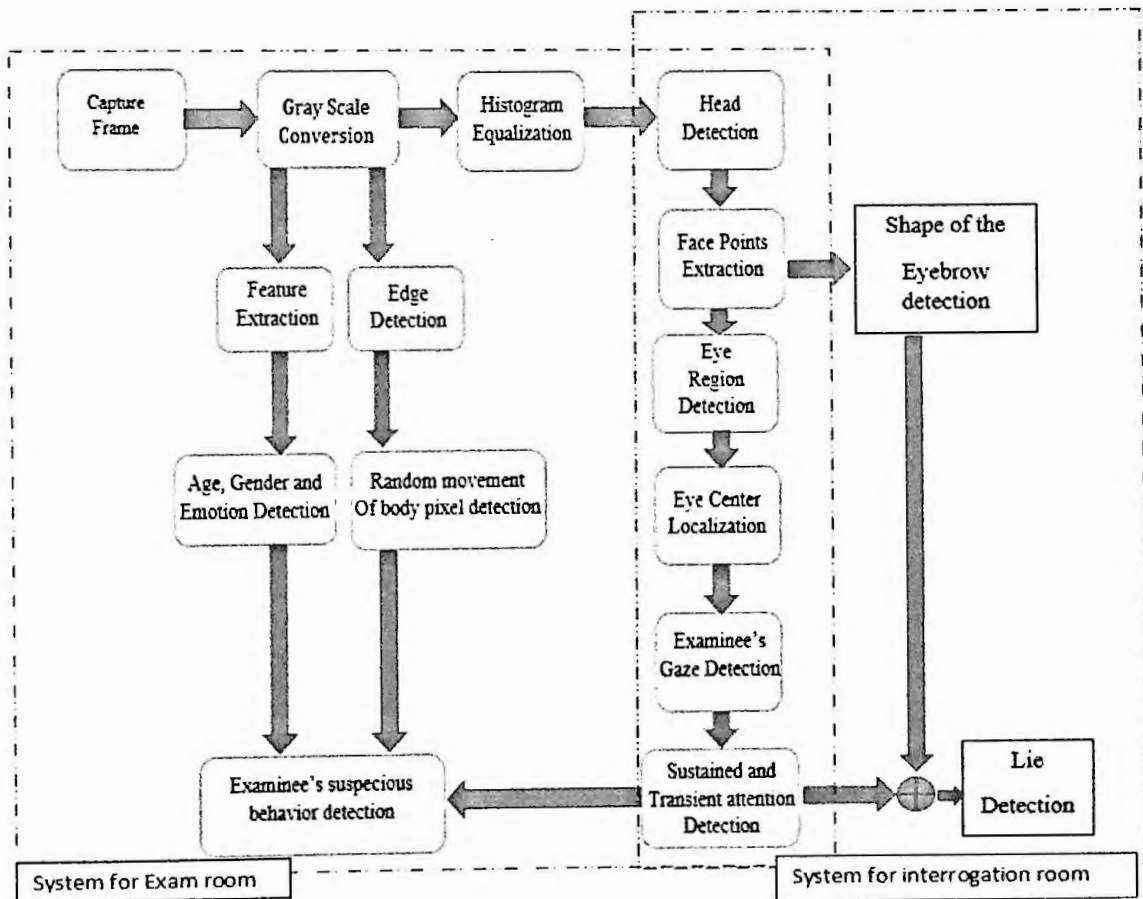 Capture
Frame
Gray Scale
Conversion
Histogram
Equalization
Head
Detection
Face Points
Extraction
Shape of the
Eyebrow
detection
Feature
Extraction
Edge
Detection
Eye
Region
Detection
Age, Gender and
Emotion Detection
Random movement
Of body pixel detection
Eye Center
Localization
Examinee's
Gaze Detection
Examinee's suspecious
behavior detection
Sustained and
Transient attention
Detection
Lie
Detection
System for Exam room
System for interrogation room